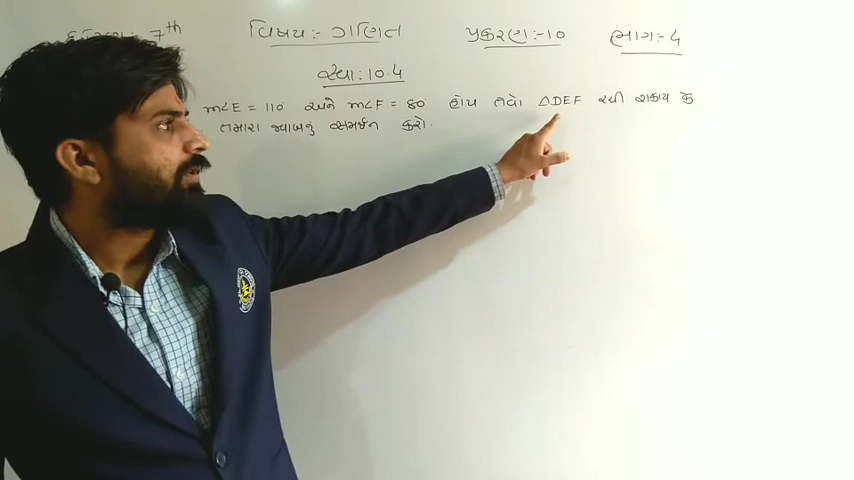 7th વિષય :- ગણિત પ્રકરણ :- 10 ભાગ :- 4
સ્વા : 10.4
m∠E = 110° અને m∠F = 80° હોય તેવો △DEF રચી શકાય કે
તમારા જવાબનું સમર્થન કરો.